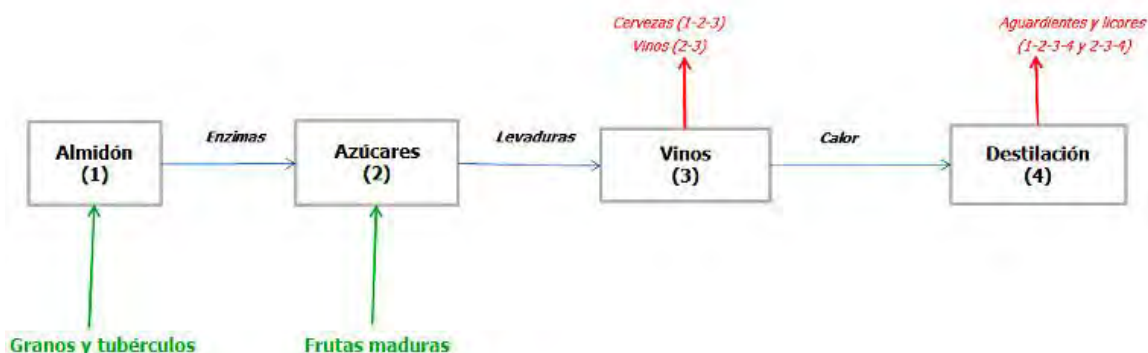 Cervezas (1-2-3)
Vinos (2-3)
Aguardientes y licores
(1-2-3-4 y 2-3-4)
Almidón
(1)
Enzimas
Azúcares
(2)
Levaduras
Vinos
(3)
Calor
Destilación
(4)
Granos y tubérculos
Frutas maduras